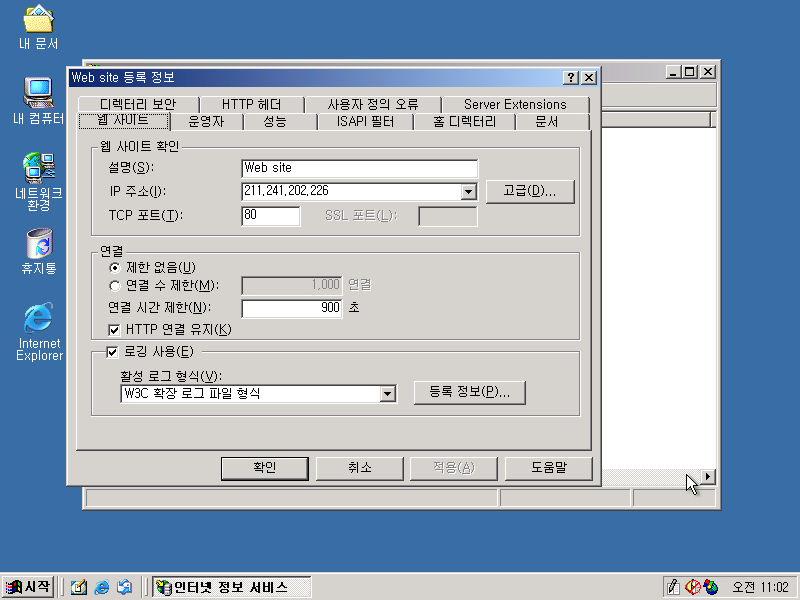 내 문서
내 컴퓨터
네트워크
환경
휴지통
Internet
Explorer
Web site 등록 정보
디렉터리 보안
HTTP 헤더
사용자 정의 오류
Server Extensions
웹 사이트
운영자
성능
ISAPI 필터
홈 디렉터리
문서
웹 사이트 확인
설명(S):
Web site
IP 주소(I):
211,241,202,226
고급(D)...
TCP 포트(T):
80
SSL 포트(L):
연결
제한 없음(U)
연결 수 제한(M):
1,000 연결
연결 시간 제한(N):
900 초
HTTP 연결 유지(K)
로깅 사용(E)
활성 로그 형식(V):
W3C 확장 로그 파일 형식
등록 정보(P)...
확인
취소
적용(A)
도움말
시작
인터넷 정보 서비스
오전 11:02